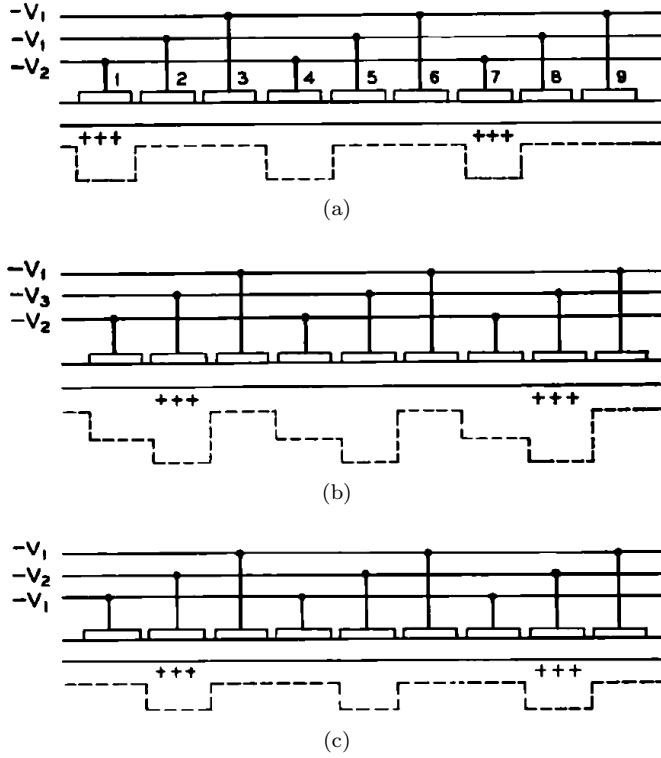 -V₁
-V₁
-V₂
1 2 3 4 5 6 7 8 9
+++ +++
(a)
-V₁
-V₃
-V₂
+++ +++
(b)
-V₁
-V₂
-V₁
+++ +++
(c)